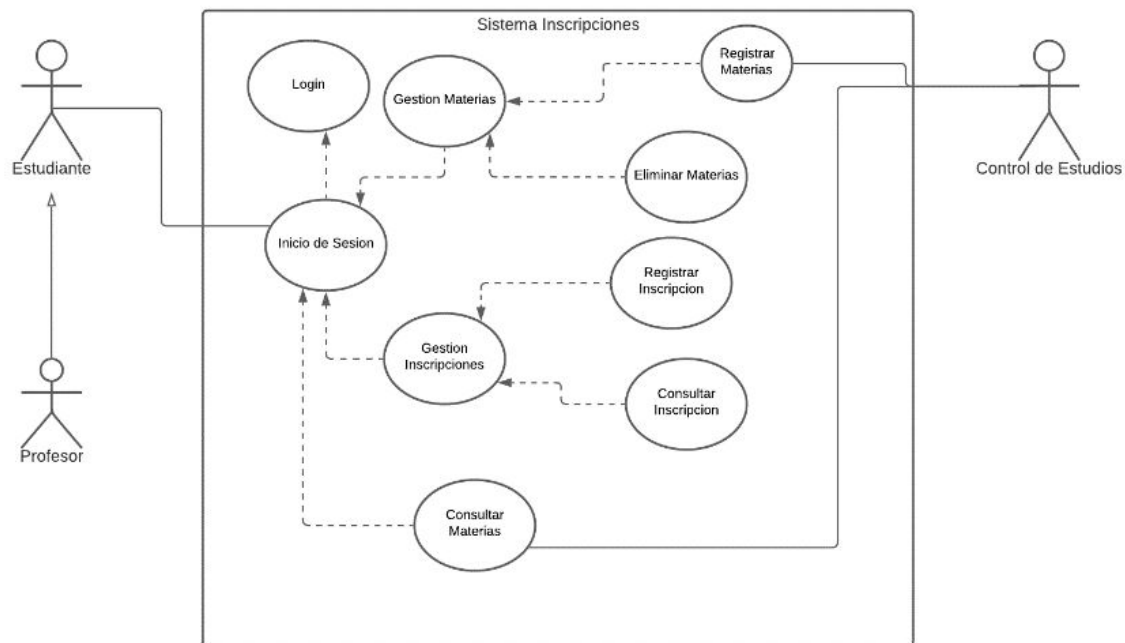 Sistema Inscripciones
Login
Gestion Materias
Registrar
Materias
Estudiante
Eliminar Materias
Control de Estudios
Inicio de Sesion
Registrar
Inscripcion
Gestion
Inscripciones
Consultar
Inscripcion
Profesor
Consultar
Materias